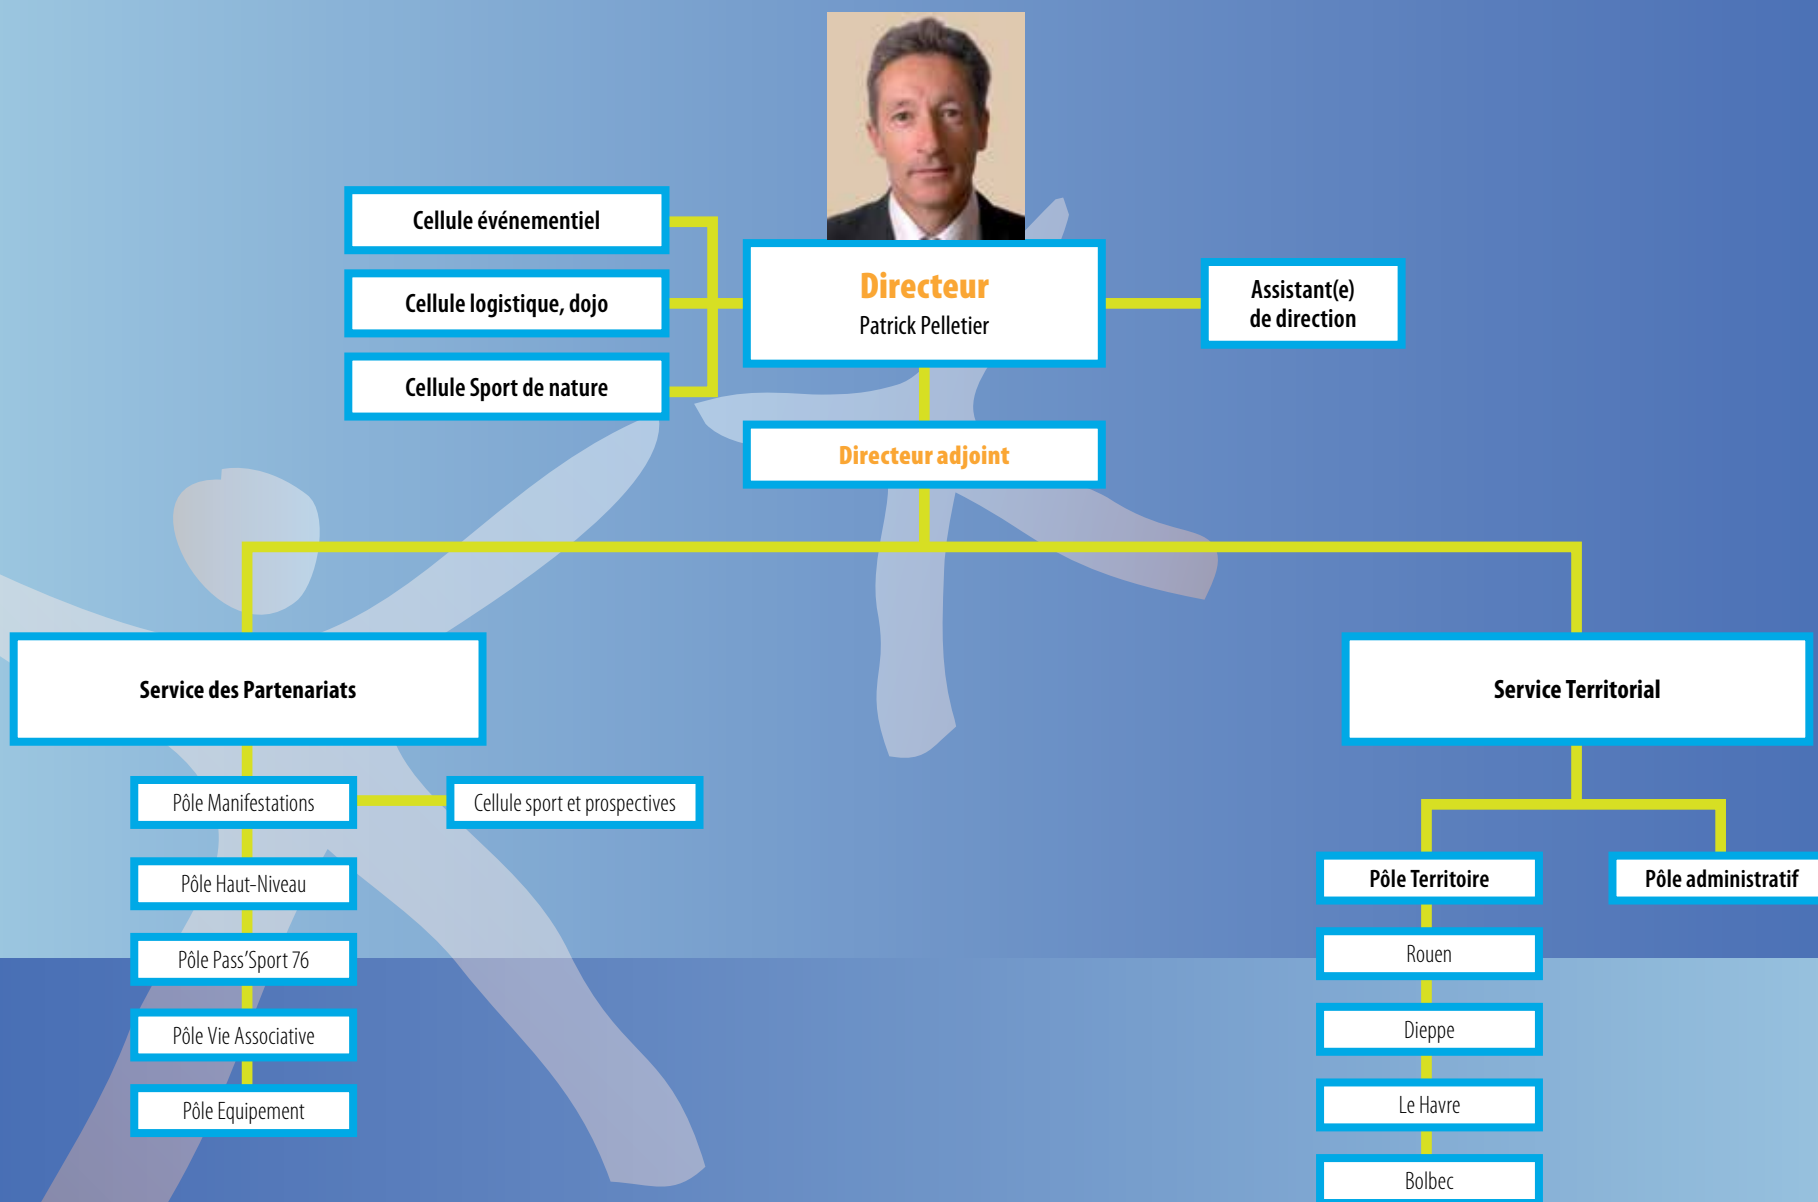 Cellule événementiel
Cellule logistique, dojo
Cellule Sport de nature
Directeur
Patrick Pelletier
Assistant(e)
de direction
Directeur adjoint
Service des Partenariats
Service Territorial
Pôle Manifestations
Cellule sport et prospectives
Pôle Haut-Niveau
Pôle Pass’Sport 76
Pôle Vie Associative
Pôle Equipement
Pôle Territoire
Pôle administratif
Rouen
Dieppe
Le Havre
Bolbec